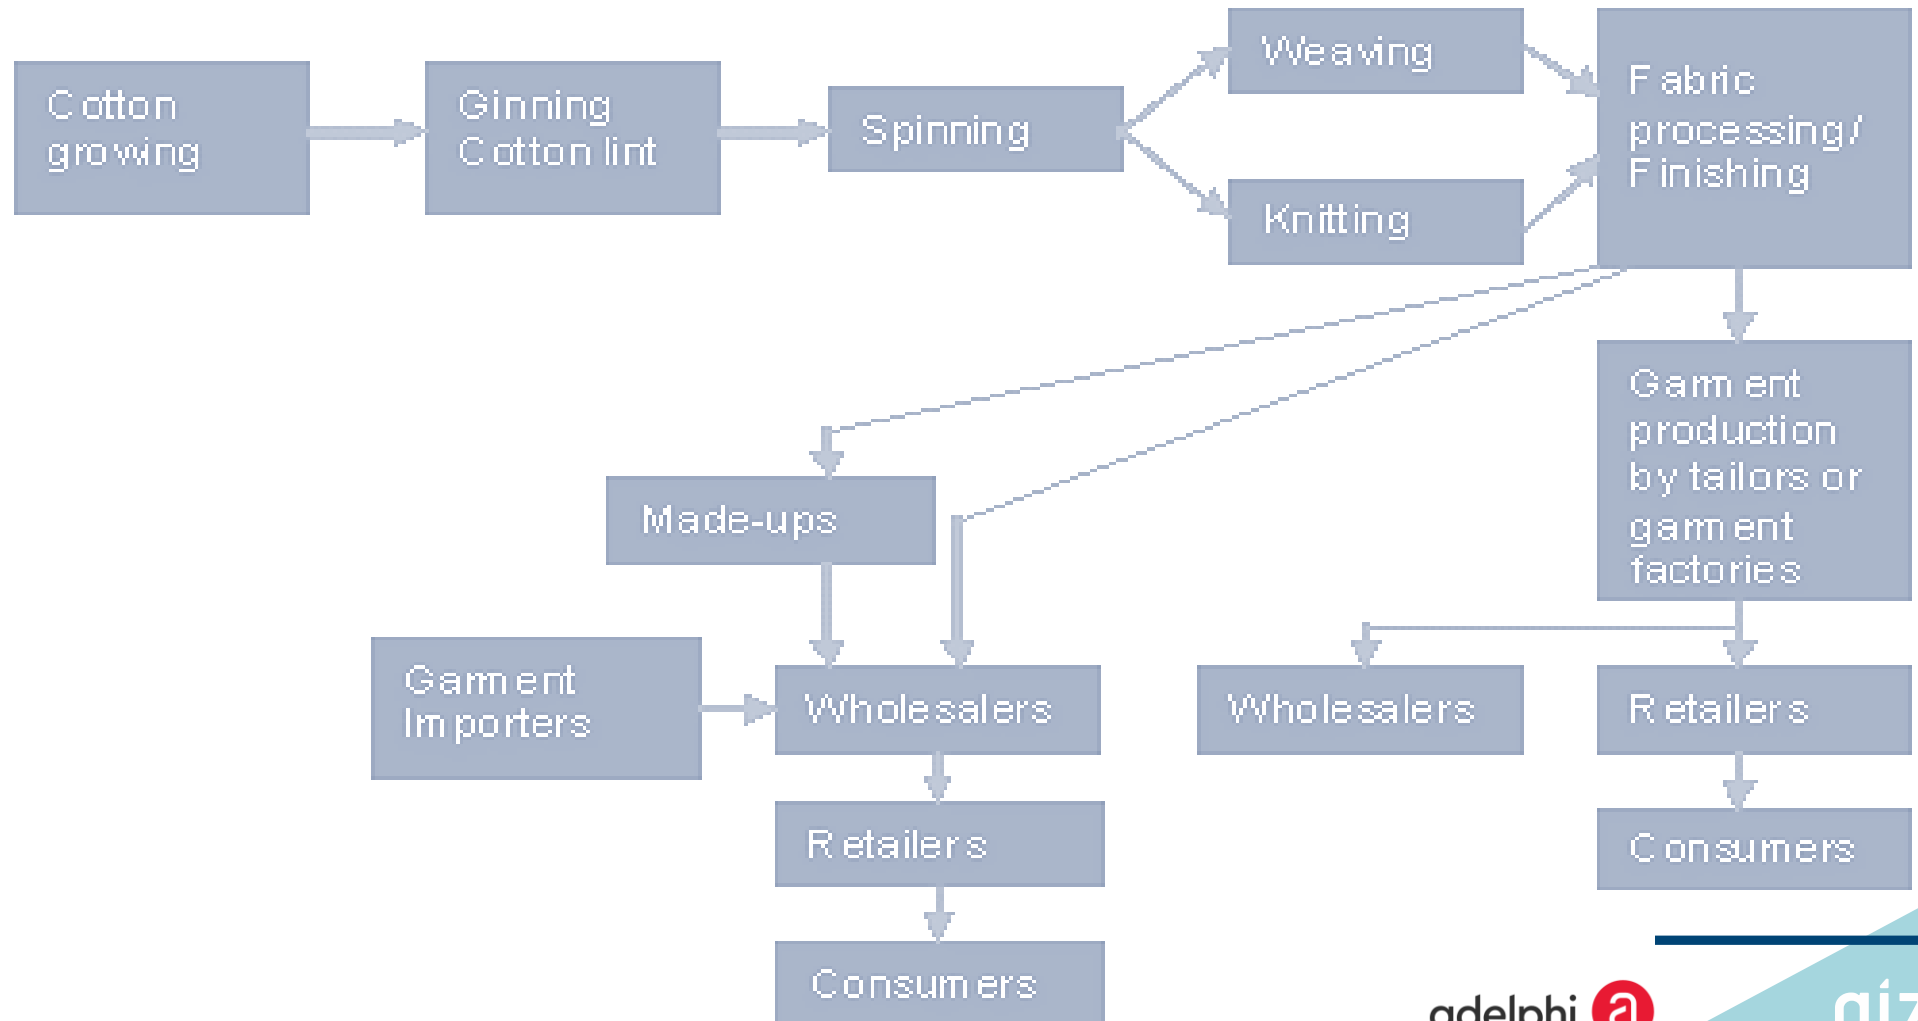 Cotton
growing
Ginning
Cotton lint
Spinning
Weaving
Knitting
Fabric
processing/
Finishing
Garment
production
by tailors or
garment
factories
Made-ups
Garment
Importers
Wholesalers
Wholesalers
Retailers
Retailers
Consumers
Consumers
adelphi a
giz